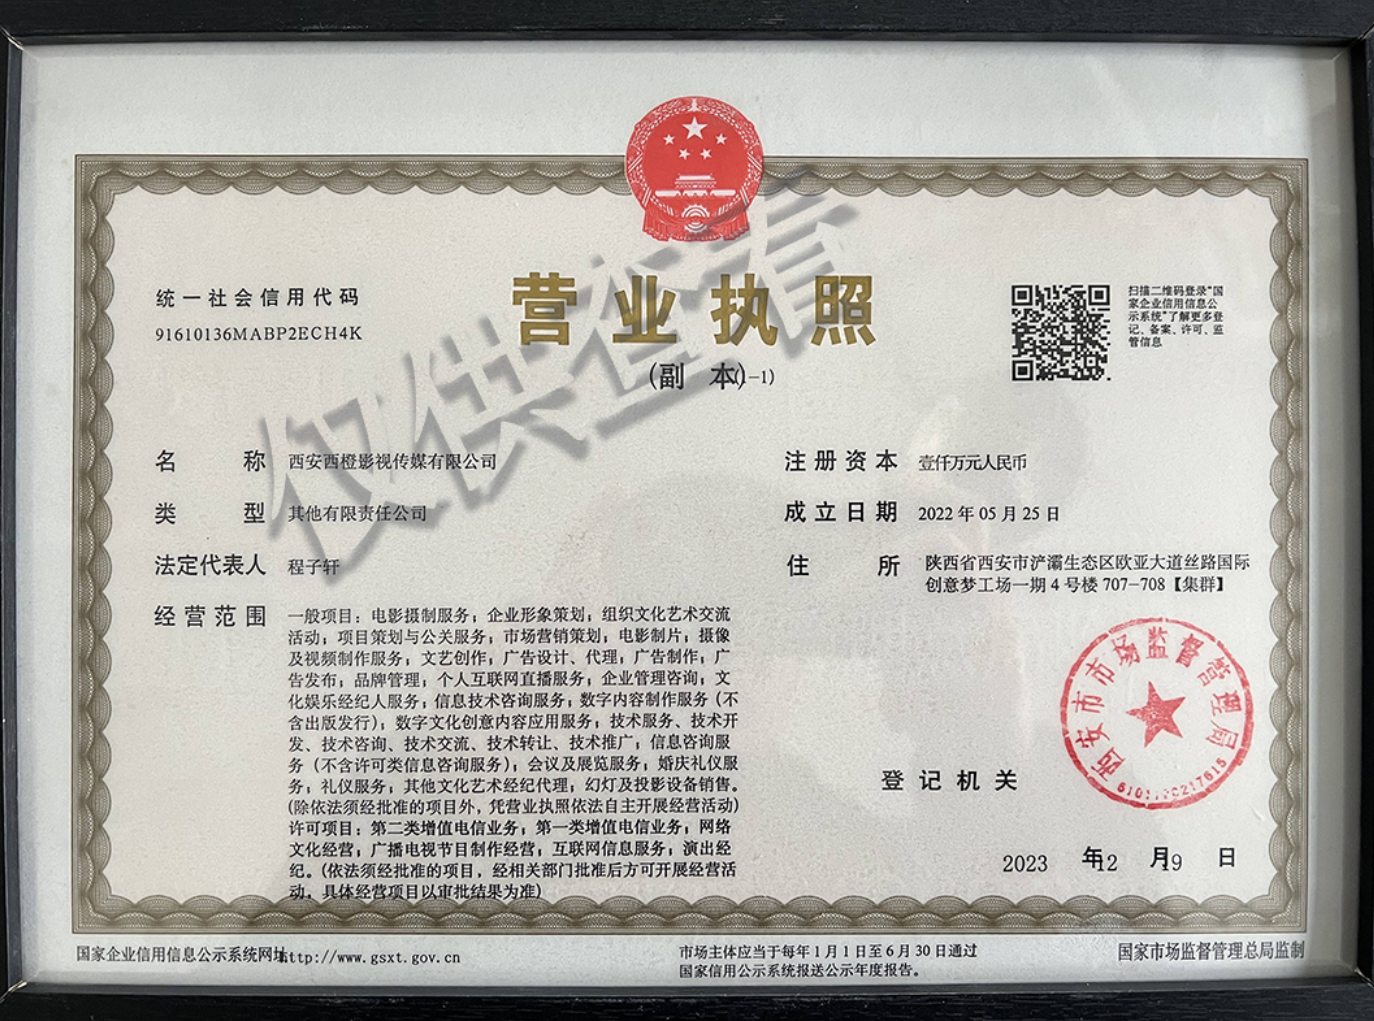 仅供查看
营业执照
(副 本)(1-1)
统一社会信用代码
91610136MABP2ECH4K
扫描二维码登录“国
家企业信用信息公
示系统”了解更多登
记、备案、许可、监
管信息
名 称 西安西橙影视传媒有限公司
类 型 其他有限责任公司
法定代表人 程子轩
经营范围 一般项目：电影摄制服务；企业形象策划；组织文化艺术交流
活动；项目策划与公关服务；市场营销策划；电影制片；摄像
及视频制作服务；文艺创作；广告设计、代理；广告制作；广
告发布；品牌管理；个人互联网直播服务；企业管理咨询；文
化娱乐经纪人服务；信息技术咨询服务；数字内容制作服务（不
含出版发行）；数字文化创意内容应用服务；技术服务、技术开
发、技术咨询、技术交流、技术转让、技术推广；信息咨询服
务（不含许可类信息咨询服务）；会议及展览服务；婚庆礼仪服
务；礼仪服务；其他文化艺术经纪代理；幻灯及投影设备销售。
(除依法须经批准的项目外，凭营业执照依法自主开展经营活动)
许可项目：第二类增值电信业务；第一类增值电信业务；网络
文化经营；广播电视节目制作经营；互联网信息服务；演出经
纪。(依法须经批准的项目，经相关部门批准后方可开展经营活
动，具体经营项目以审批结果为准)
注册资本 壹仟万元人民币
成立日期 2022 年 05 月 25 日
住 所 陕西省西安市浐灞生态区欧亚大道丝路国际
创意梦工场一期 4 号楼 707-708【集群】
西安市市场监督管理局
登记机关
2023 年12 月19 日
国家企业信用信息公示系统网址http://www.gsxt.gov.cn
市场主体应当于每年 1 月 1 日至 6 月 30 日通过
国家信用公示系统报送公示年度报告。
国家市场监督管理总局监制